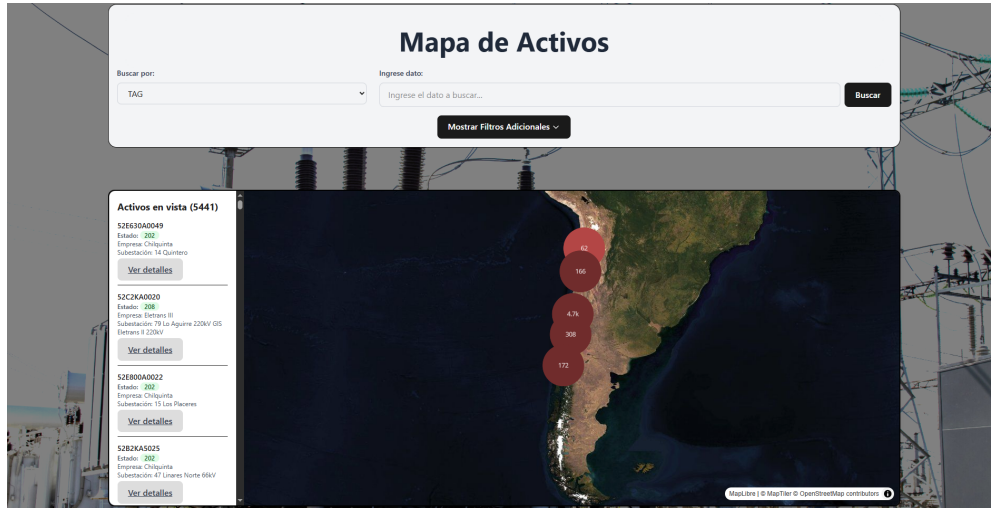 Mapa de Activos
Buscar por:
Ingrese dato:
TAG
Ingrese el dato a buscar...
Buscar
Mostrar Filtros Adicionales
Activos en vista (5441)
52E630A0049
Estado: 202
Empresa: Chilquinta
Subestación: 14 Quintero
Ver detalles
52C2KA0020
Estado: 208
Empresa: Eletrans III
Subestación: 79 Lo Aguirre 220kV GIS
Eletrans II 220kV
Ver detalles
52E800A0022
Estado: 202
Empresa: Chilquinta
Subestación: 15 Los Placeres
Ver detalles
52B2KA5025
Estado: 202
Empresa: Chilquinta
Subestación: 47 Linares Norte 66kV
Ver detalles
62
166
4.7k
308
172
MapLibre | © MapTiler © OpenStreetMap contributors